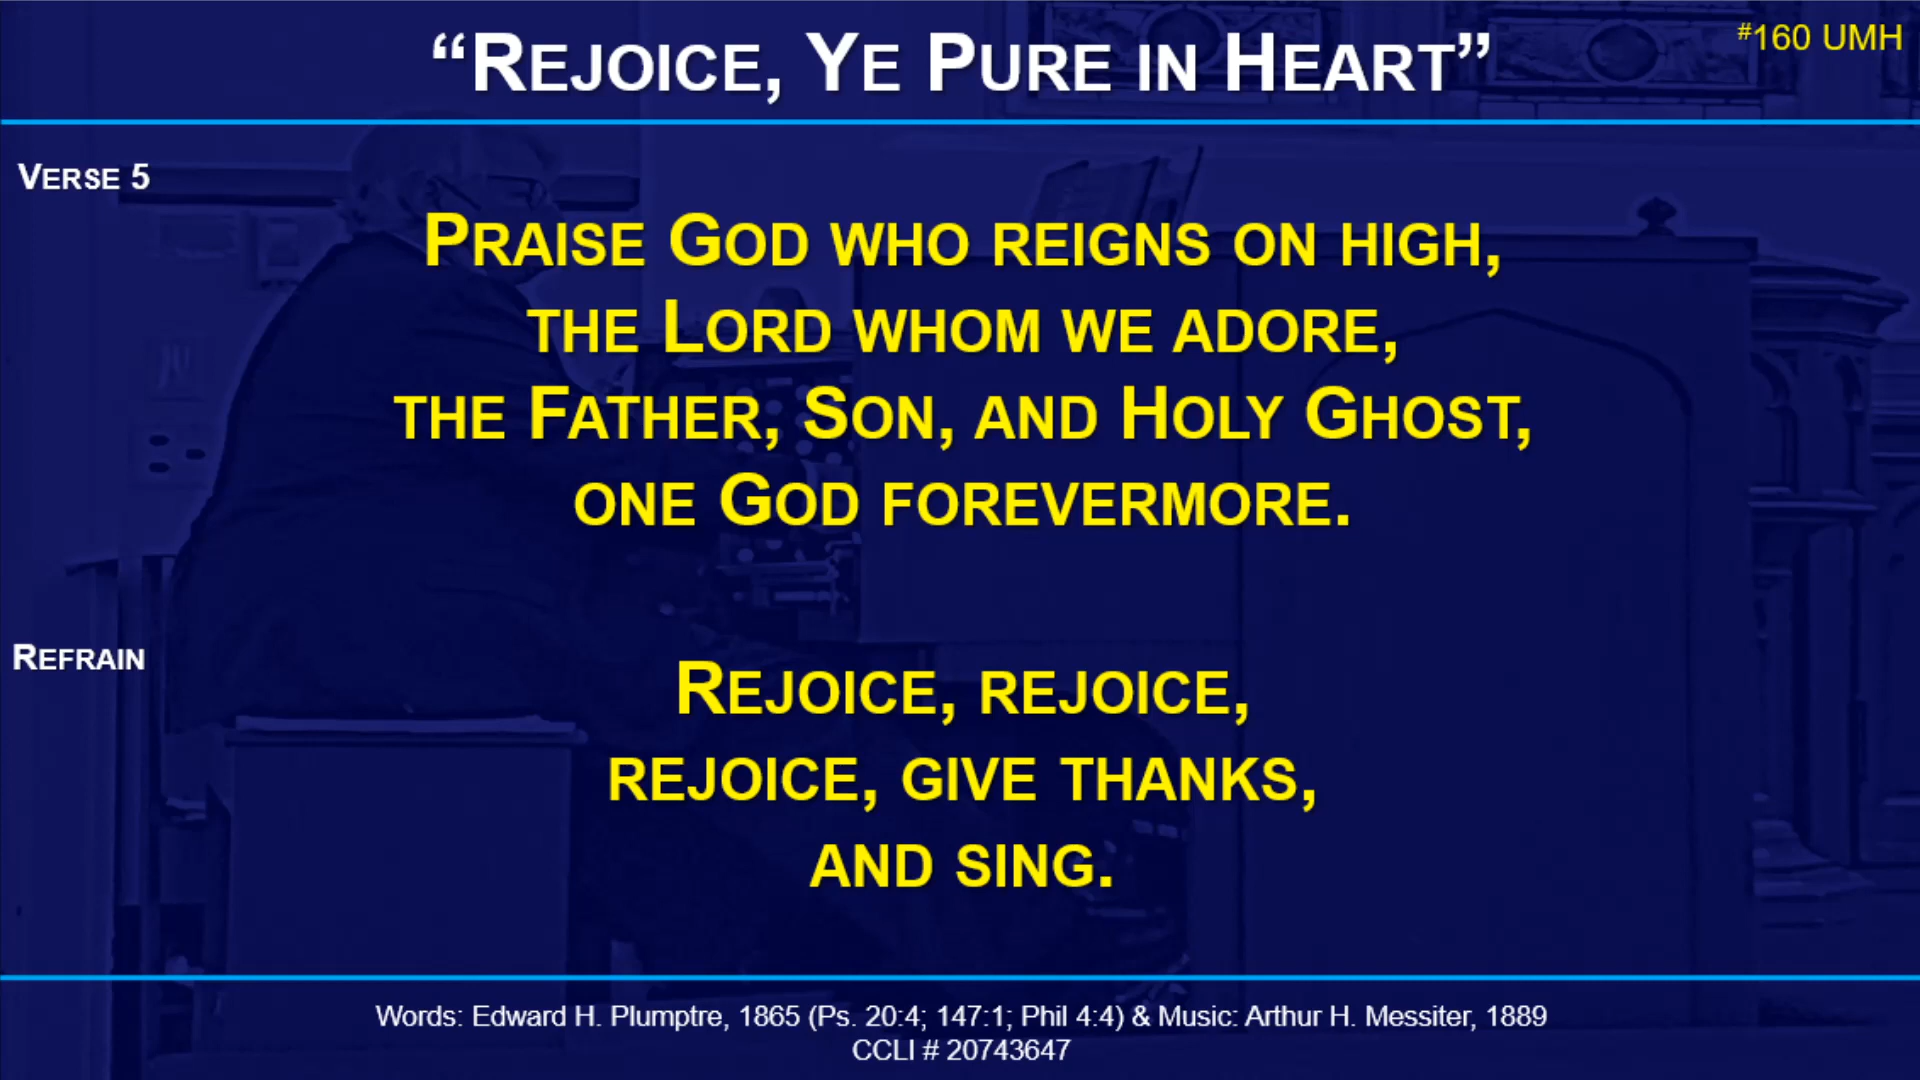 “Rejoice, Ye Pure in Heart”
#160 UMH
Verse 5
Praise God who reigns on high,
the Lord whom we adore,
the Father, Son, and Holy Ghost,
one God forevermore.
Refrain
Rejoice, rejoice,
rejoice, give thanks,
and sing.
Words: Edward H. Plumptre, 1865 (Ps. 20:4; 147:1; Phil 4:4) & Music: Arthur H. Messiter, 1889
CCLI # 20743647